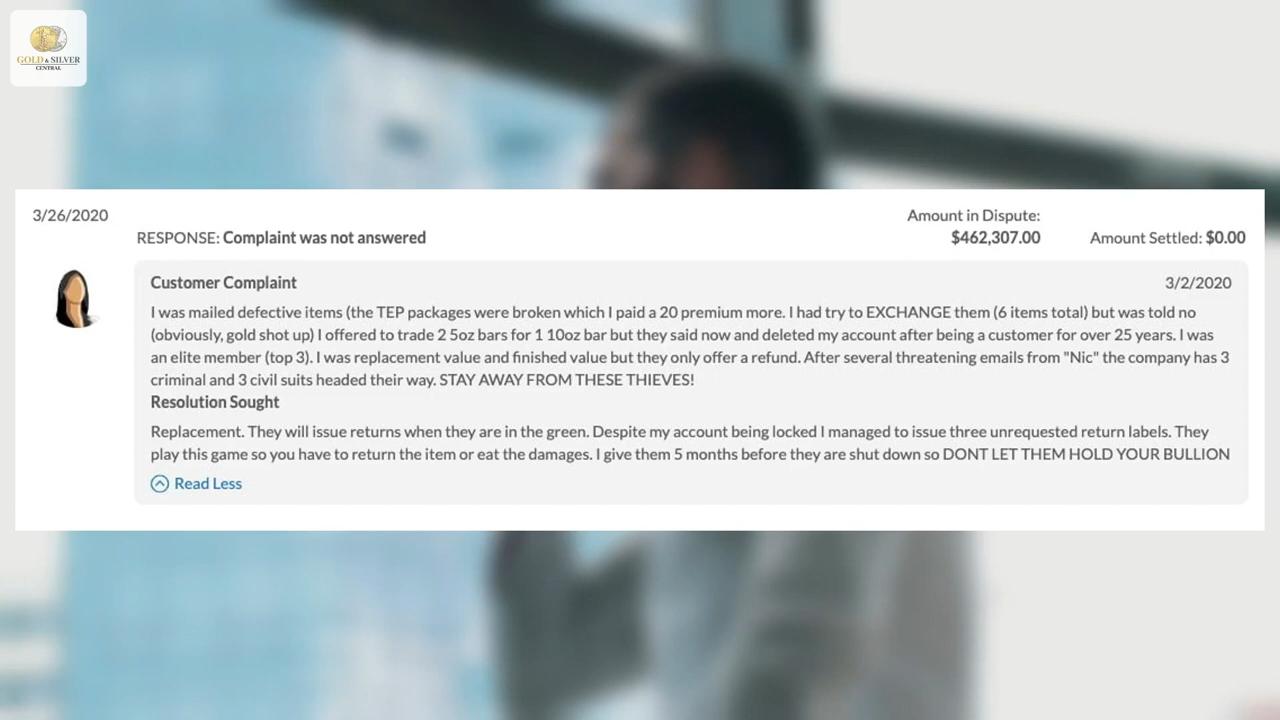 GOLD & SILVER
CENTRAL
3/26/2020
Amount in Dispute:
RESPONSE: Complaint was not answered
$462,307.00
Amount Settled: $0.00
Customer Complaint
3/2/2020
I was mailed defective items (the TEP packages were broken which I paid a 20 premium more. I had try to EXCHANGE them (6 items total) but was told no
(obviously, gold shot up) I offered to trade 2 5oz bars for 1 10oz bar but they said now and deleted my account after being a customer for over 25 years. I was
an elite member (top 3). I was replacement value and finished value but they only offer a refund. After several threatening emails from "Nic" the company has 3
criminal and 3 civil suits headed their way. STAY AWAY FROM THESE THIEVES!
Resolution Sought
Replacement. They will issue returns when they are in the green. Despite my account being locked I managed to issue three unrequested return labels. They
play this game so you have to return the item or eat the damages. I give them 5 months before they are shut down so DONT LET THEM HOLD YOUR BULLION
Read Less